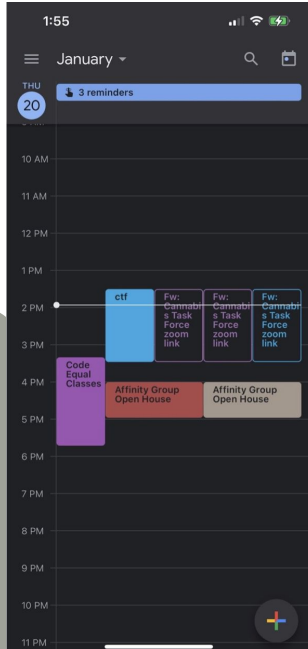 1:55
January
THU
20
3 reminders
10 AM
11 AM
12 PM
1 PM
2 PM
3 PM
4 PM
5 PM
6 PM
7 PM
8 PM
9 PM
10 PM
11 PM
ctf
Fw:
Cannabi
s Task
Force
zoom
link
Fw:
Cannabi
s Task
Force
zoom
link
Fw:
Cannabi
s Task
Force
zoom
link
Code
Equal
Classes
Affinity Group
Open House
Affinity Group
Open House